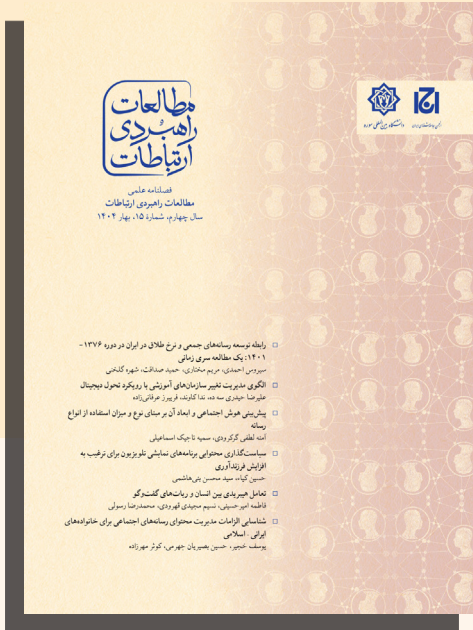 مطالعات
راهبردی
ارتباطات
دانشگاه بین‌المللی سوره
فصلنامه علمی
مطالعات راهبردی ارتباطات
سال چهارم، شمارهٔ ۱۵، بهار ۱۴۰۴
رابطه توسعه رسانه‌های جمعی و نرخ طلاق در ایران در دوره ۱۳۷۶ -
۱۴۰۱: یک مطالعه سری زمانی
سیروس احمدی، مریم مختاری، حمید صداقت، شهره گلخنی
الگوی مدیریت تغییر سازمان‌های آموزشی با رویکرد تحول دیجیتال
علیرضا حیدری سه ده، ندا کاوند، فریبرز عرفانی‌زاده
پیش‌بینی هوش اجتماعی و ابعاد آن بر مبنای نوع و میزان استفاده از انواع
رسانه
آمنه لطفی گرگرودی، سمیه تاجیک اسماعیلی
سیاست‌گذاری محتوایی برنامه‌های نمایشی تلویزیون برای ترغیب به
افزایش فرزندآوری
حسین کیاء، سید محسن بنی‌هاشمی
تعامل هیبریدی بین انسان و ربات‌های گفت‌وگو
فاطمه امیرحسینی، نسیم مجیدی قهرودی، محمدرضا رسولی
شناسایی الزامات مدیریت محتوای رسانه‌های اجتماعی برای خانواده‌های
ایرانی - اسلامی
یوسف خجیر، حسین بصیریان جهرمی، کوثر مهرزاده